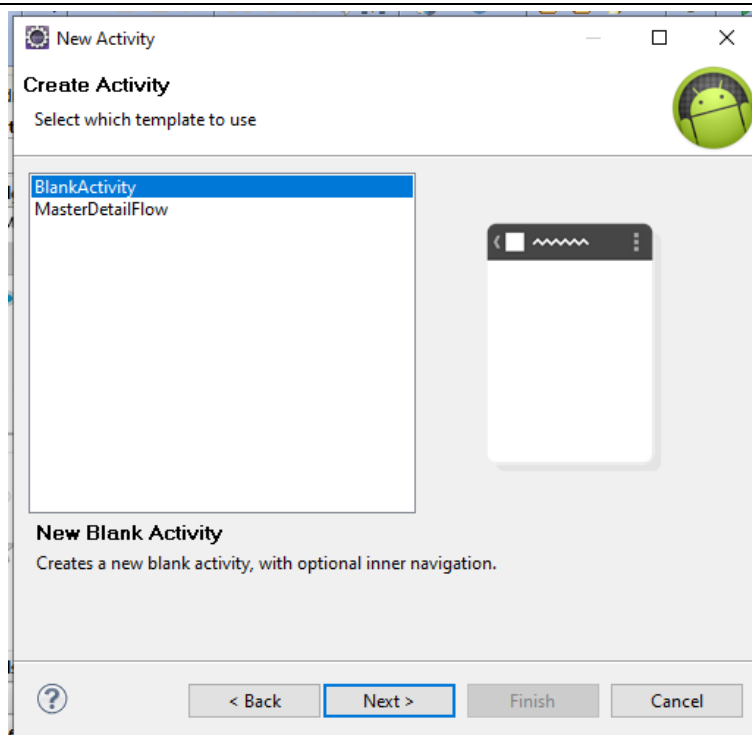 New Activity
Create Activity
Select which template to use
BlankActivity
MasterDetailFlow
New Blank Activity
Creates a new blank activity, with optional inner navigation.
?
< Back Next > Finish Cancel